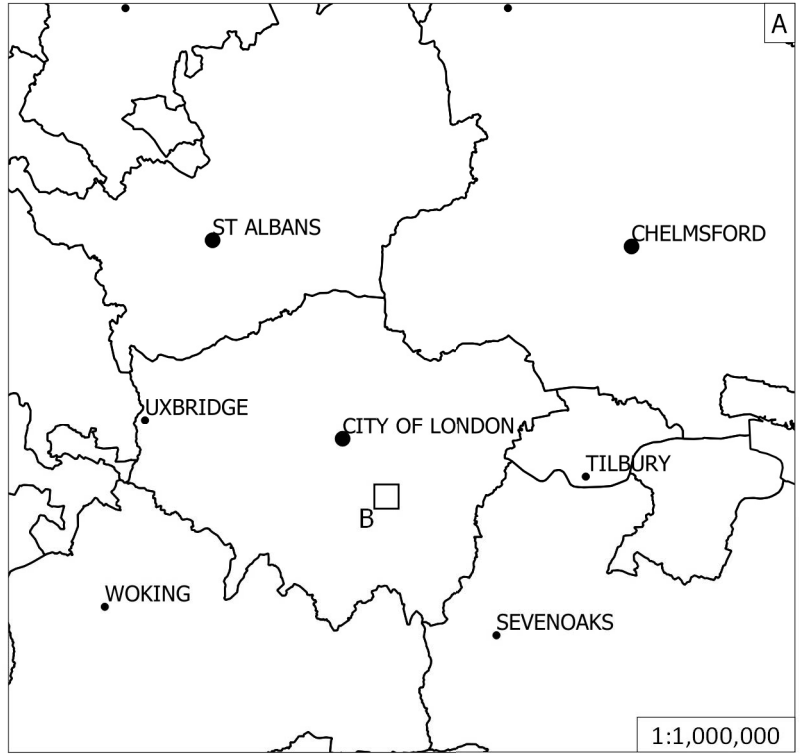 A
ST ALBANS
CHELMSFORD
UXBRIDGE
CITY OF LONDON
TILBURY
B
WOKING
SEVENOAKS
1:1,000,000